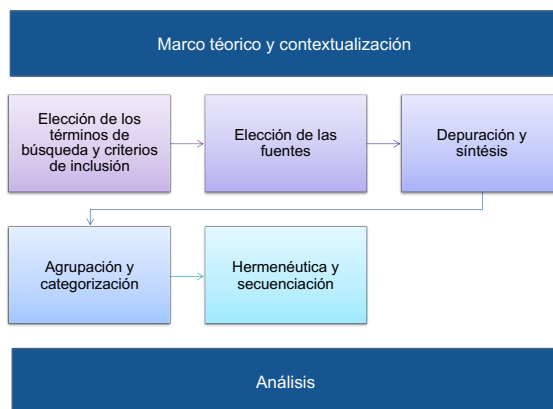 Marco téorico y contextualización
Elección de los
términos de
búsqueda y criterios
de inclusión
Elección de las
fuentes
Depuración y
síntésis
Agrupación y
categorización
Hermenéutica y
secuenciación
Análisis